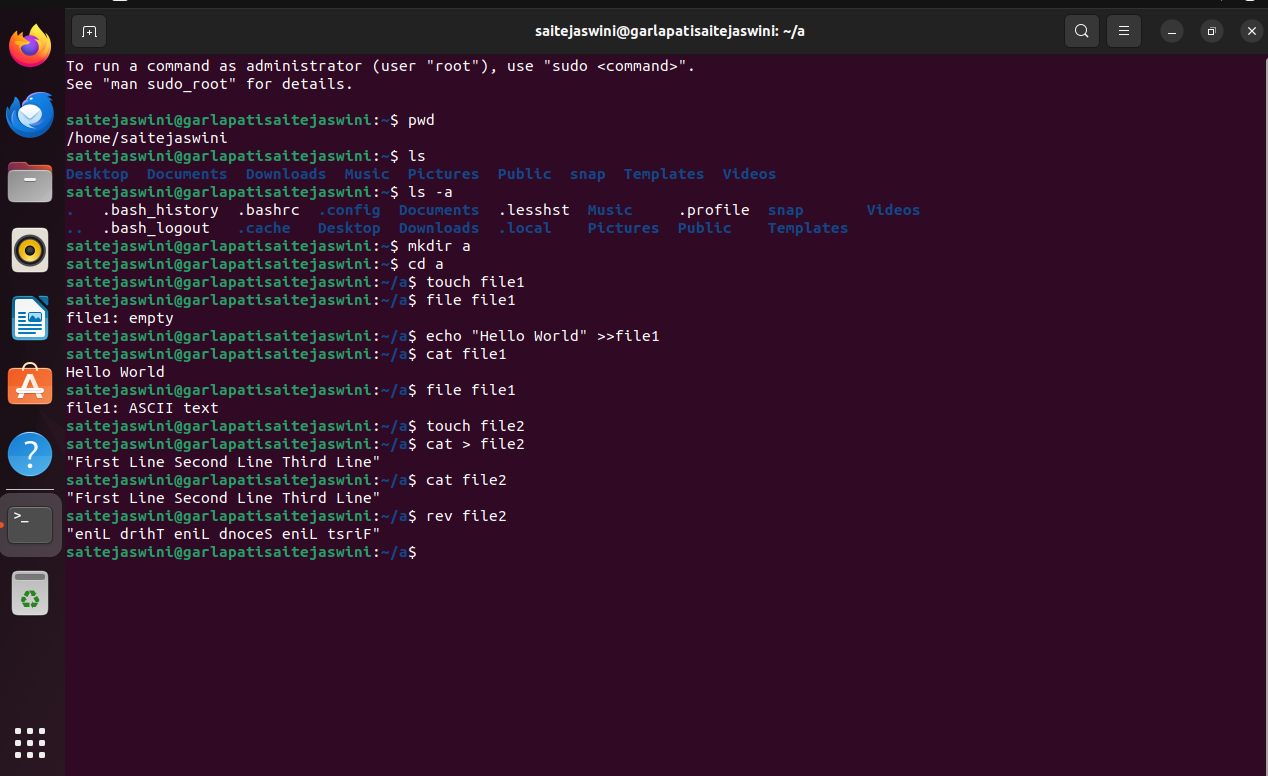 saitejaswini@garlapatisaitejaswini: ~/a
To run a command as administrator (user "root"), use "sudo <command>".
See "man sudo_root" for details.
saitejaswini@garlapatisaitejaswini:~$ pwd
/home/saitejaswini
saitejaswini@garlapatisaitejaswini:~$ ls
Desktop  Documents  Downloads  Music  Pictures  Public  snap  Templates  Videos
saitejaswini@garlapatisaitejaswini:~$ ls -a
.   .bash_history  .bashrc  .config  Documents  .lesshst  Music     .profile  snap       Videos
..  .bash_logout   .cache   Desktop  Downloads  .local    Pictures  Public    Templates
saitejaswini@garlapatisaitejaswini:~$ mkdir a
saitejaswini@garlapatisaitejaswini:~$ cd a
saitejaswini@garlapatisaitejaswini:~/a$ touch file1
saitejaswini@garlapatisaitejaswini:~/a$ file file1
file1: empty
saitejaswini@garlapatisaitejaswini:~/a$ echo "Hello World" >>file1
saitejaswini@garlapatisaitejaswini:~/a$ cat file1
Hello World
saitejaswini@garlapatisaitejaswini:~/a$ file file1
file1: ASCII text
saitejaswini@garlapatisaitejaswini:~/a$ touch file2
saitejaswini@garlapatisaitejaswini:~/a$ cat > file2
"First Line Second Line Third Line"
saitejaswini@garlapatisaitejaswini:~/a$ cat file2
"First Line Second Line Third Line"
saitejaswini@garlapatisaitejaswini:~/a$ rev file2
"eniL drihT eniL dnoceS eniL tsriF"
saitejaswini@garlapatisaitejaswini:~/a$